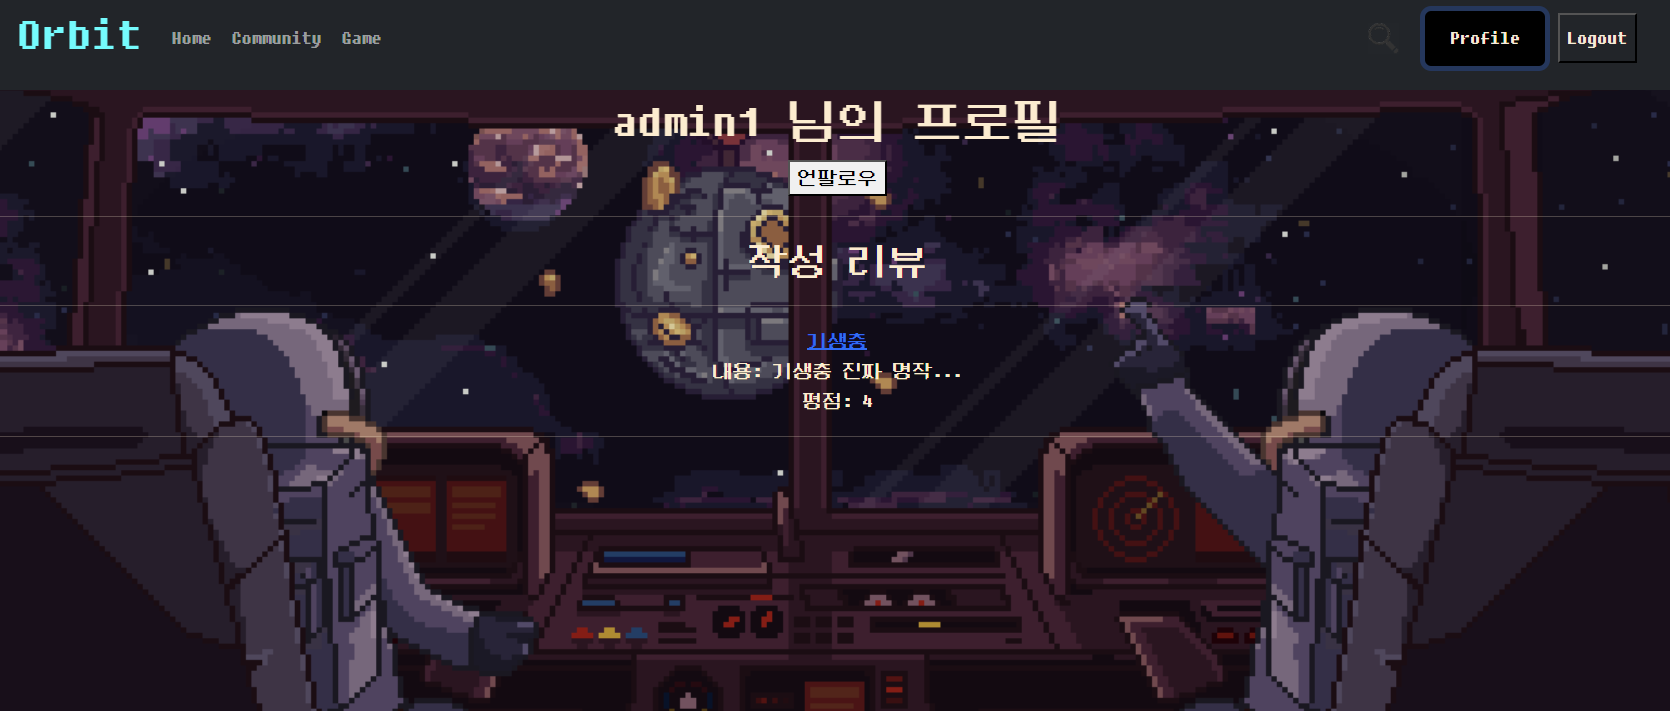 Orbit Home Community Game Profile Logout
admin1 님의 프로필
언팔로우
작성 리뷰
기생충
내용: 기생충 진짜 명작...
평점: 4